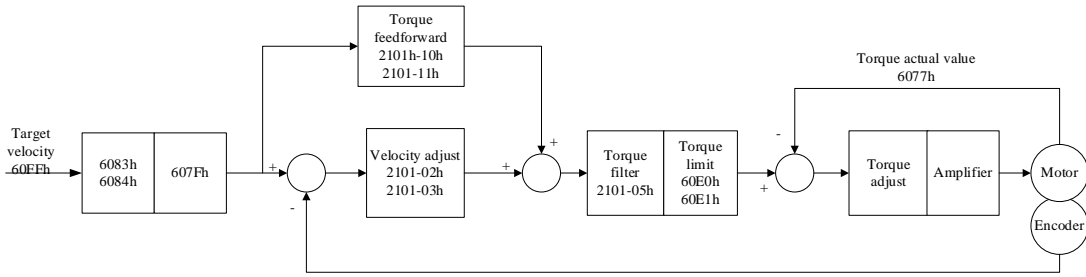 Torque
feedforward
2101h-10h
2101-11h
Torque actual value
6077h
Target
velocity
60FFh
6083h
6084h
607Fh
+
-
Velocity adjust
2101-02h
2101-03h
+
+
Torque
filter
2101-05h
Torque
limit
60E0h
60E1h
-
+
Torque
adjust
Amplifier
Motor
Encoder